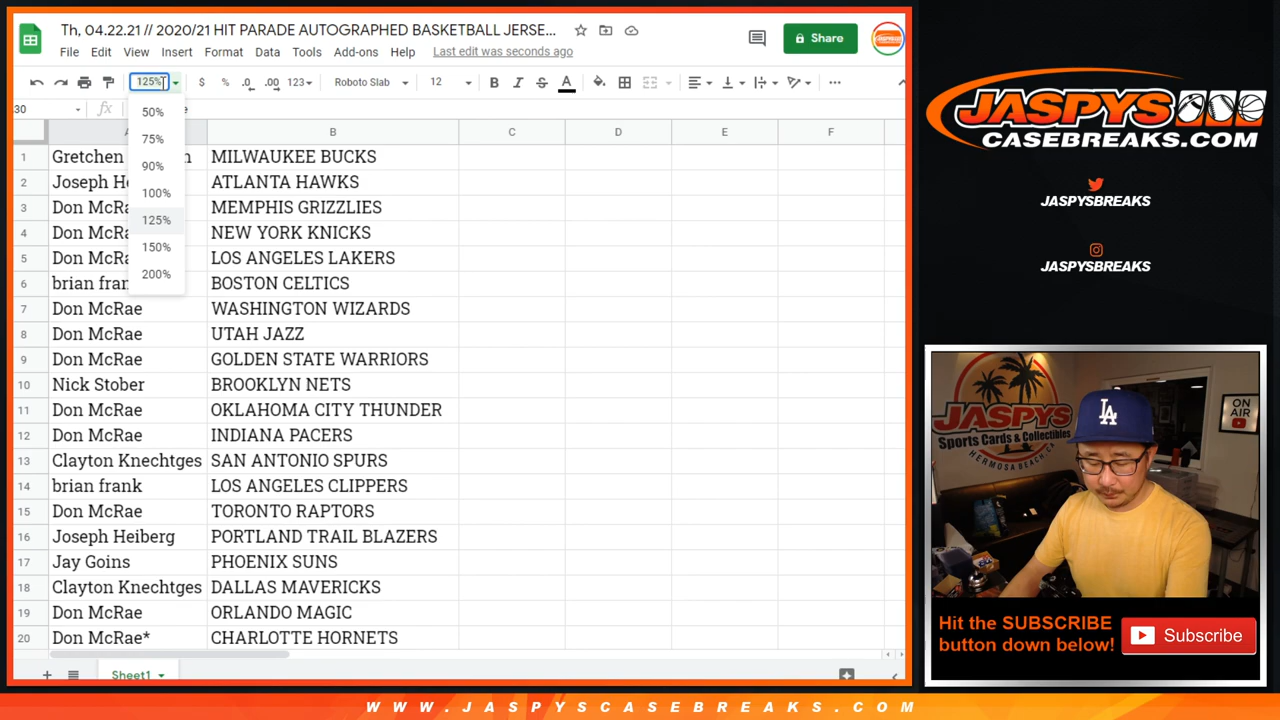 Th, 04.22.21 // 2020/21 HIT PARADE AUTOGRAPHED BASKETBALL JERSE...
File Edit View Insert Format Data Tools Add-ons Help Last edit was seconds ago
Share
125% $ % .0 .00 123 Roboto Slab 12 B I S A
30 fx e
50%
75%
90%
100%
125%
150%
200%
B C D E F
1 Gretchen n MILWAUKEE BUCKS
2 Joseph He ATLANTA HAWKS
3 Don McRa MEMPHIS GRIZZLIES
4 Don McRa NEW YORK KNICKS
5 Don McRa LOS ANGELES LAKERS
6 brian fran BOSTON CELTICS
7 Don McRae WASHINGTON WIZARDS
8 Don McRae UTAH JAZZ
9 Don McRae GOLDEN STATE WARRIORS
10 Nick Stober BROOKLYN NETS
11 Don McRae OKLAHOMA CITY THUNDER
12 Don McRae INDIANA PACERS
13 Clayton Knechtges SAN ANTONIO SPURS
14 brian frank LOS ANGELES CLIPPERS
15 Don McRae TORONTO RAPTORS
16 Joseph Heiberg PORTLAND TRAIL BLAZERS
17 Jay Goins PHOENIX SUNS
18 Clayton Knechtges DALLAS MAVERICKS
19 Don McRae ORLANDO MAGIC
20 Don McRae* CHARLOTTE HORNETS
Sheet1
JASPYS
CASEBREAKS.COM
JASPYSBREAKS
JASPYSBREAKS
JASPYS
Sports Cards & Collectibles
HERMOSA BEACH, CA
LA
ON
AIR
Hit the SUBSCRIBE
button down below!
Subscribe
WWW.JASPYSCASEBREAKS.COM